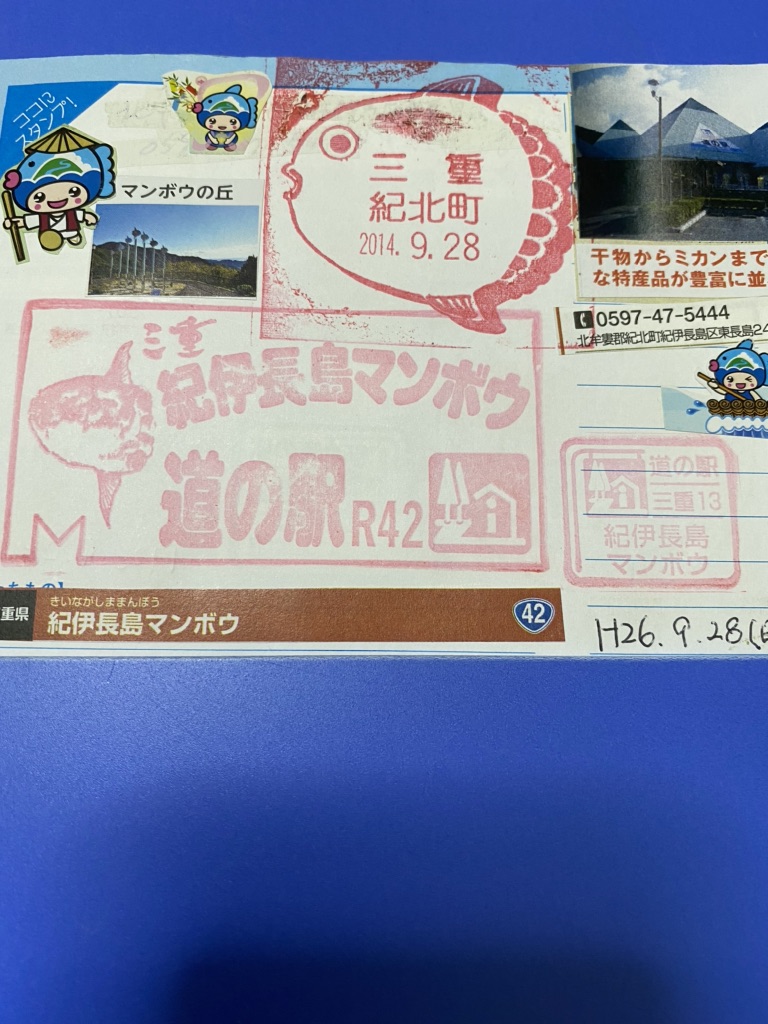 ココに
スタンプ!
マンボウの丘
三重
紀北町
2014. 9. 28
干物からミカンまで
な特産品が豊富に並
0597-47-5444
北牟婁郡紀北町紀伊長島区東長島24
三重
紀伊長島マンボウ
道の駅 R42
道の駅
三重13
紀伊長島
マンボウ
重県
きいながしままんぼう
紀伊長島マンボウ
42
H26. 9. 28.(日